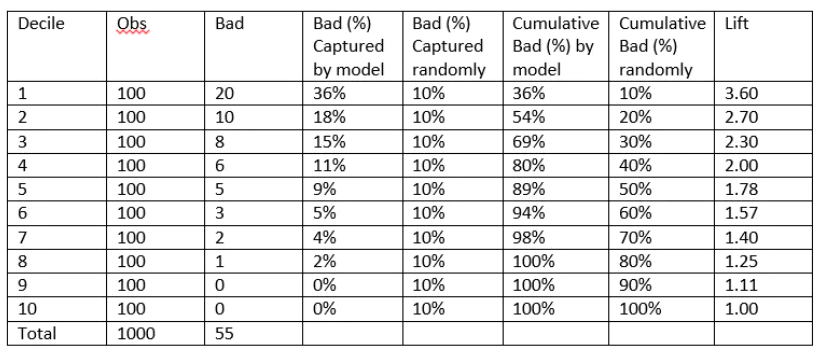 Decile Obs Bad Bad (%) Captured by model Bad (%) Captured randomly Cumulative Bad (%) by model Cumulative Bad (%) randomly Lift
1 100 20 36% 10% 36% 10% 3.60
2 100 10 18% 10% 54% 20% 2.70
3 100 8 15% 10% 69% 30% 2.30
4 100 6 11% 10% 80% 40% 2.00
5 100 5 9% 10% 89% 50% 1.78
6 100 3 5% 10% 94% 60% 1.57
7 100 2 4% 10% 98% 70% 1.40
8 100 1 2% 10% 100% 80% 1.25
9 100 0 0% 10% 100% 90% 1.11
10 100 0 0% 10% 100% 100% 1.00
Total 1000 55